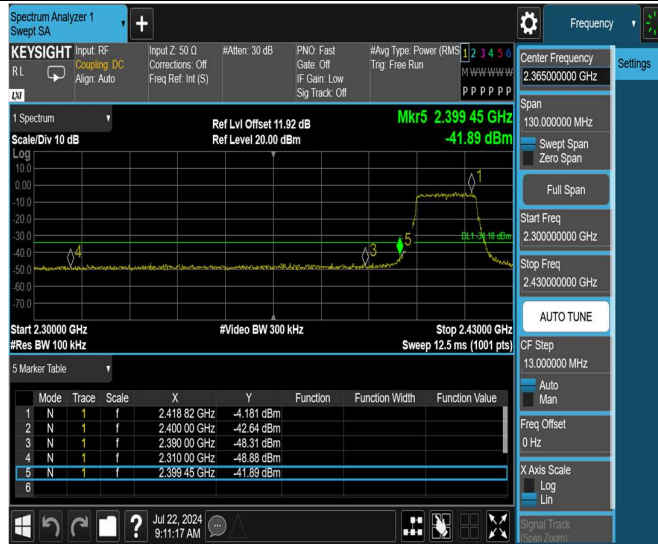 Spectrum Analyzer 1
Swept SA
+
Frequency
KEYSIGHT
RL
LXI
Input: RF
Coupling: DC
Align: Auto
Input Z: 50 Ω
Corrections: Off
Freq Ref: Int (S)
#Atten: 30 dB
PNO: Fast
Gate: Off
IF Gain: Low
Sig Track: Off
#Avg Type: Power (RMS
Trig: Free Run
1 2 3 4 5 6
M W W W W W
P P P P P P
1 Spectrum
Scale/Div 10 dB
Ref Lvl Offset 11.92 dB
Ref Level 20.00 dBm
Mkr5 2.399 45 GHz
-41.89 dBm
Log
10.0
0.00
-10.0
-20.0
-30.0
-40.0
-50.0
-60.0
-70.0
1
DL1 -34.18 dBm
5
3
4
Start 2.30000 GHz
#Video BW 300 kHz
Stop 2.43000 GHz
#Res BW 100 kHz
Sweep 12.5 ms (1001 pts)
5 Marker Table
Mode Trace Scale X Y Function Function Width Function Value
1 N 1 f 2.418 82 GHz -4.181 dBm
2 N 1 f 2.400 00 GHz -42.64 dBm
3 N 1 f 2.390 00 GHz -48.31 dBm
4 N 1 f 2.310 00 GHz -48.88 dBm
5 N 1 f 2.399 45 GHz -41.89 dBm
6
Jul 22, 2024
9:11:17 AM
Center Frequency
2.365000000 GHz
Settings
Span
130.000000 MHz
Swept Span
Zero Span
Full Span
Start Freq
2.300000000 GHz
Stop Freq
2.430000000 GHz
AUTO TUNE
CF Step
13.000000 MHz
Auto
Man
Freq Offset
0 Hz
X Axis Scale
Log
Lin
Signal Track
(Span Zoom)